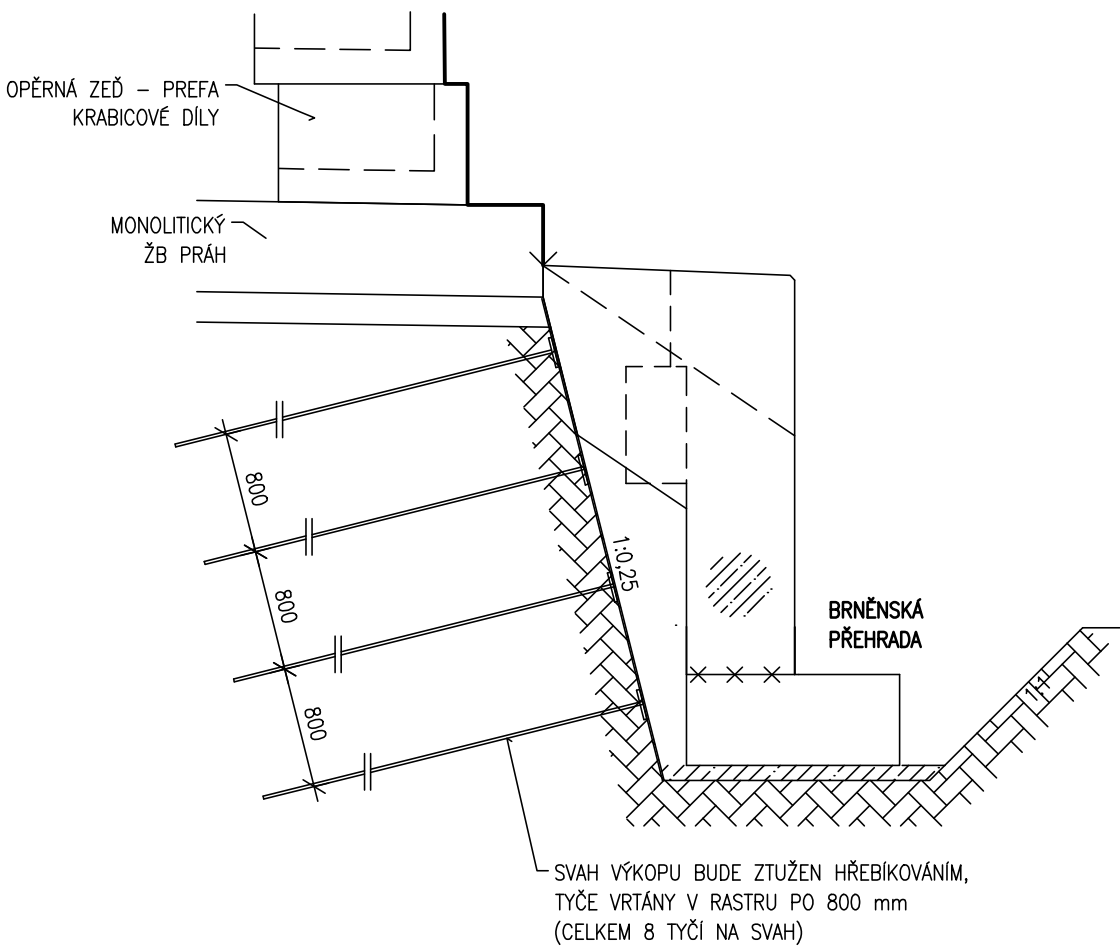 OPĚRNÁ ZEĎ – PREFA
KRABICOVÉ DÍLY
MONOLITICKÝ
ŽB PRÁH
800
800
800
1:0,25
BRNĚNSKÁ
PŘEHRADA
1:1
SVAH VÝKOPU BUDE ZTUŽEN HŘEBÍKOVÁNÍM,
TYČE VRTÁNY V RASTRU PO 800 mm
(CELKEM 8 TYČÍ NA SVAH)